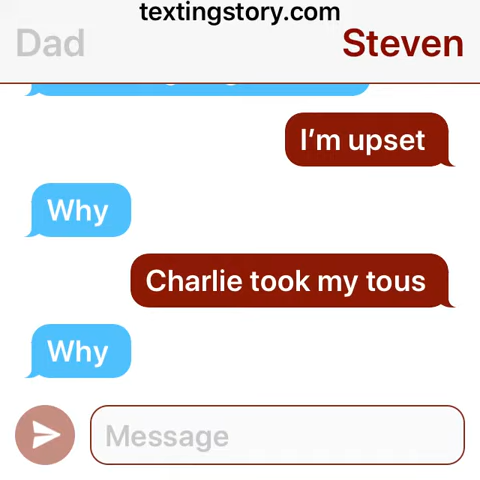 textingstory.com
Dad Steven
I’m upset
Why
Charlie took my tous
Why
Message